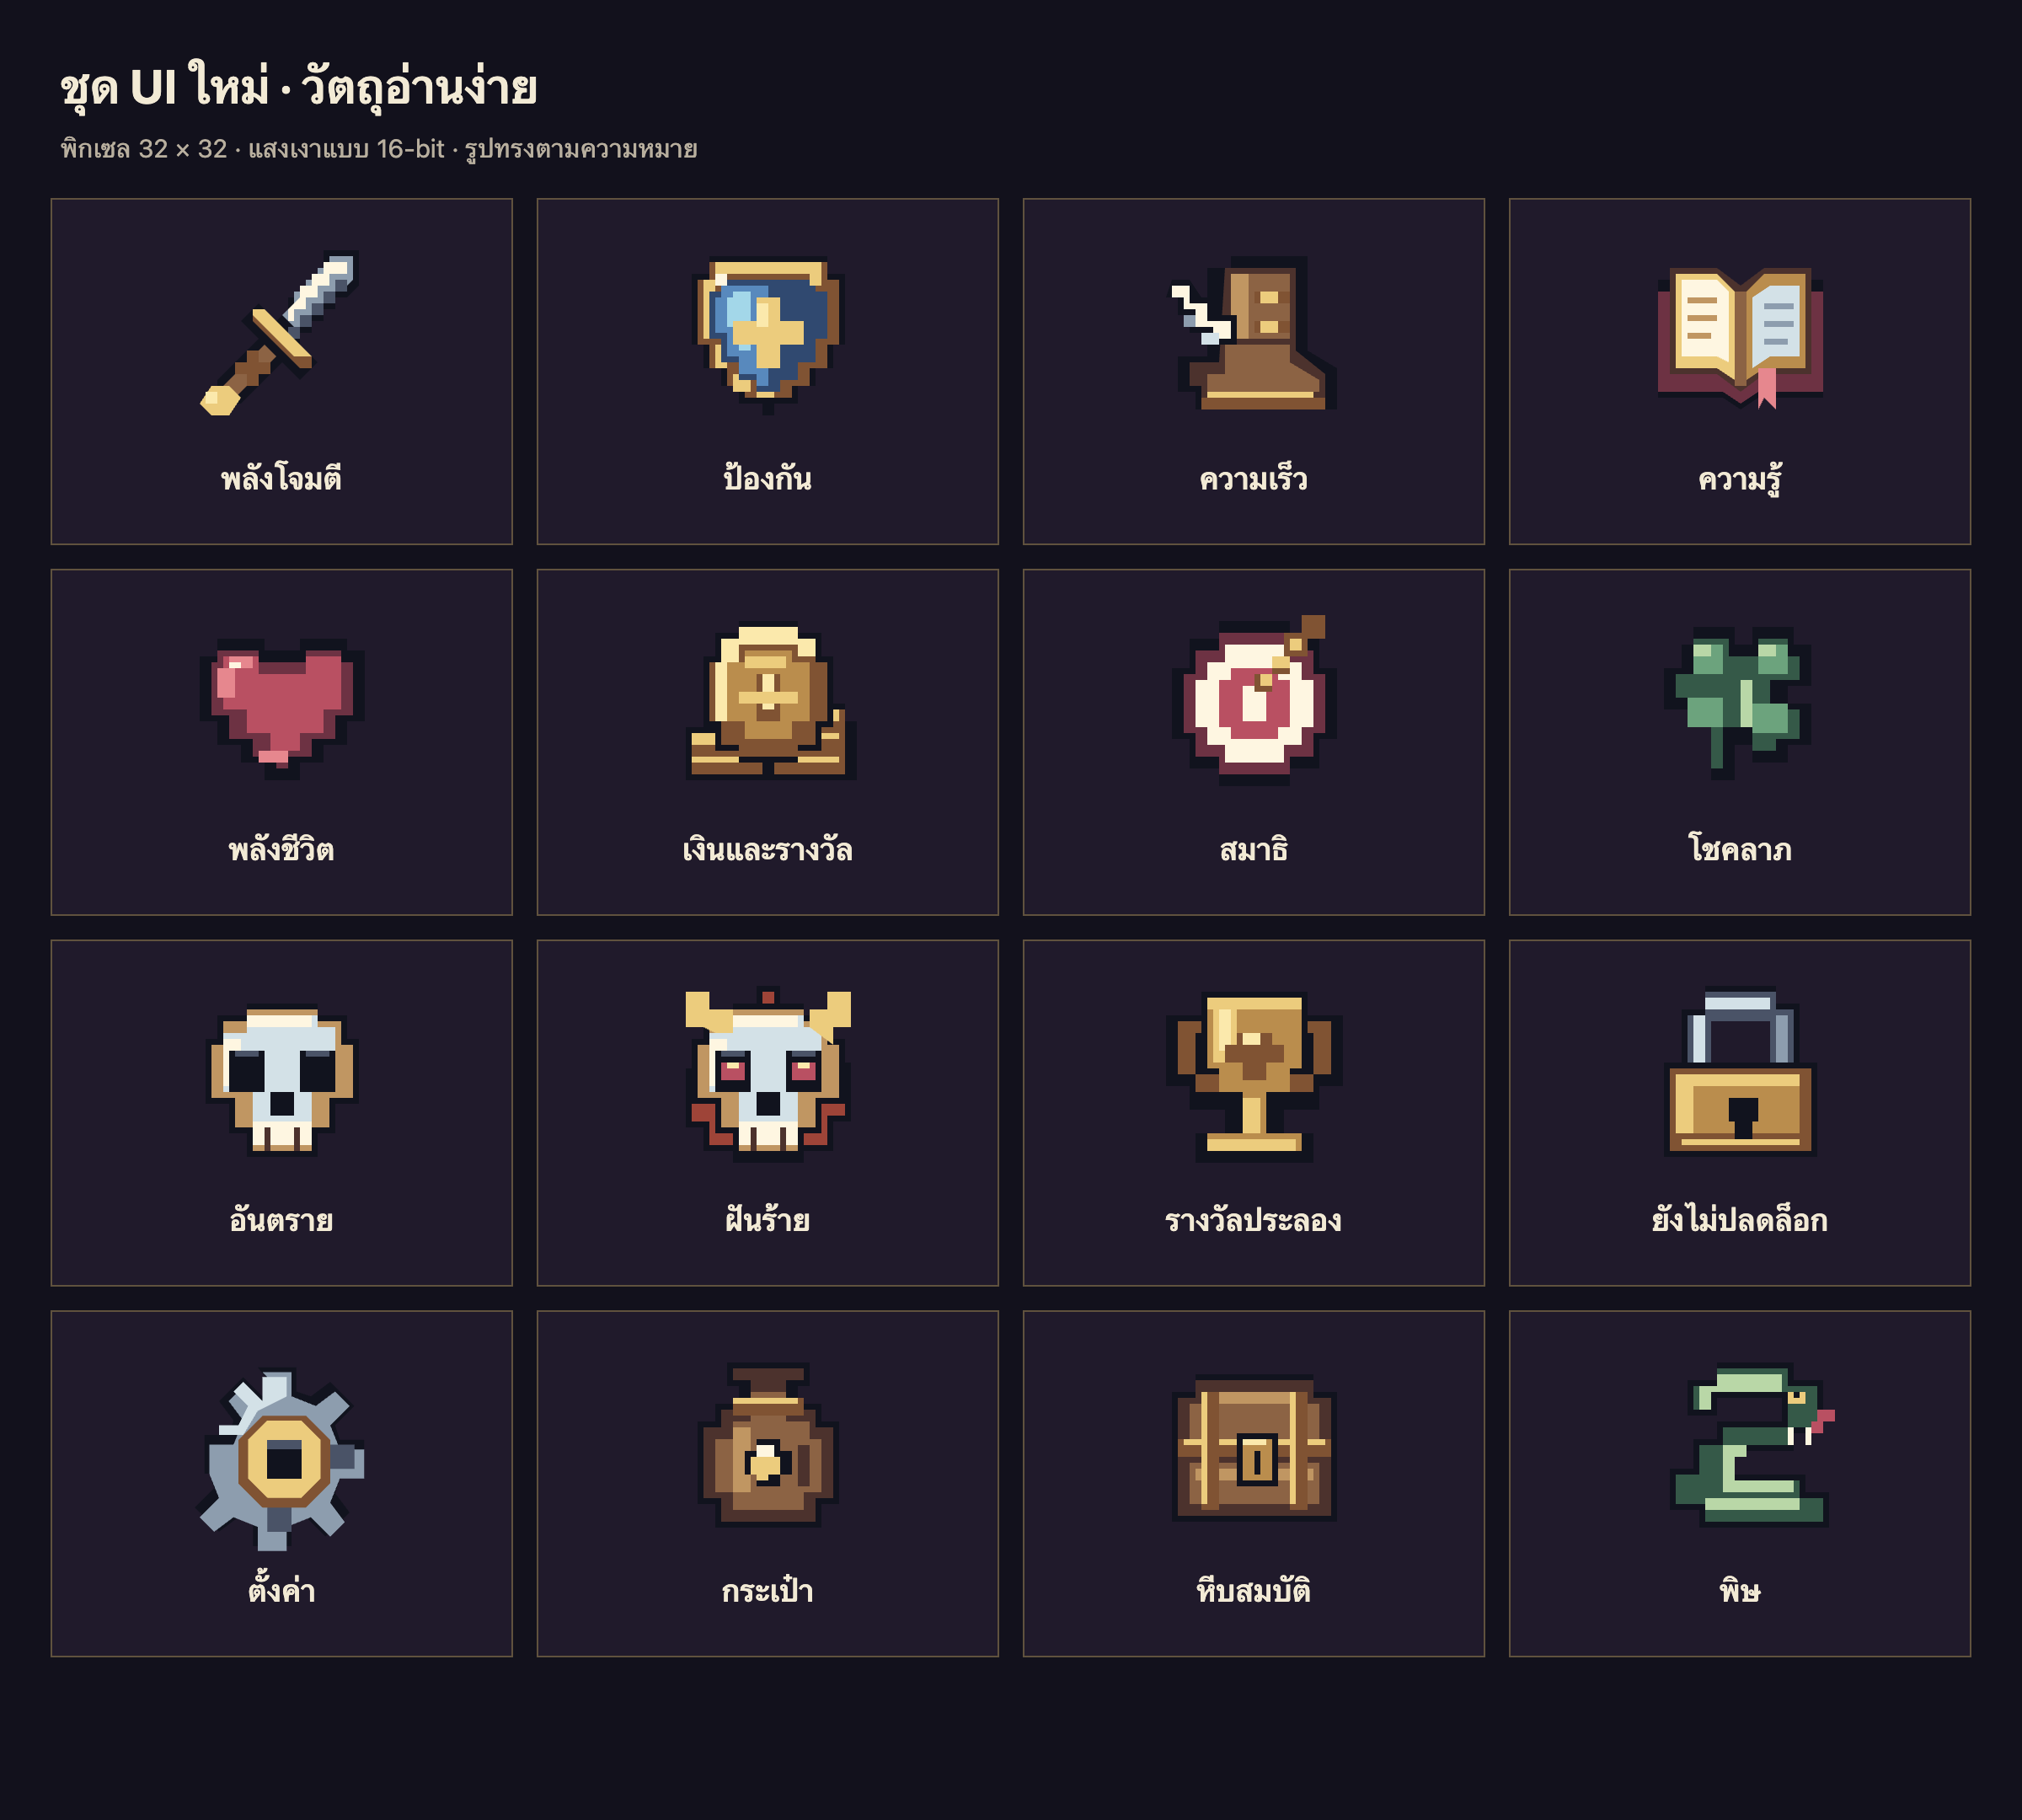 ชุด UI ใหม่ · วัตถุอ่านง่าย
พิกเซล 32 × 32 · แสงเงาแบบ 16-bit · รูปทรงตามความหมาย
พลังโจมตี
ป้องกัน
ความเร็ว
ความรู้
พลังชีวิต
เงินและรางวัล
สมาธิ
โชคลาภ
อันตราย
ฝันร้าย
รางวัลประลอง
ยังไม่ปลดล็อก
ตั้งค่า
กระเป๋า
หีบสมบัติ
พิษ